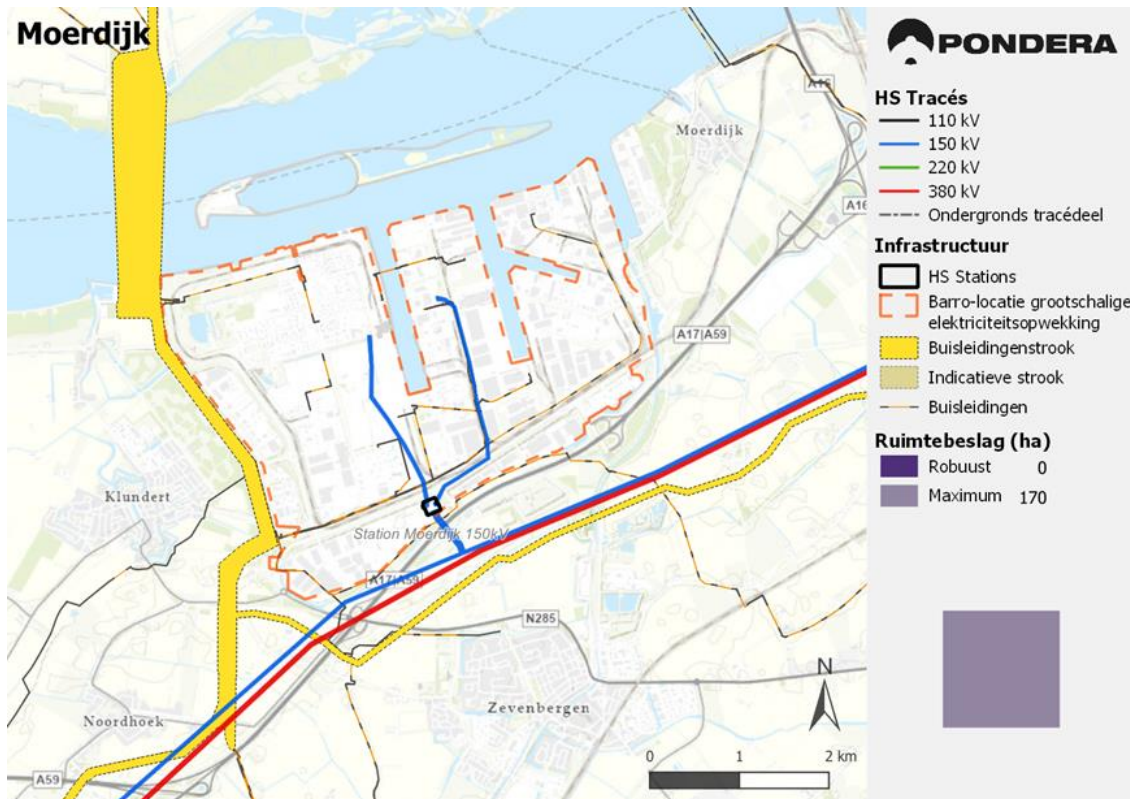 Moerdijk
A16
Moerdijk
A16
A17|A59
Klundert
Station Moerdijk 150kV
A17|A59
N285
Noordhoek
Zevenbergen
A59
N
0 1 2 km
PONDERA
HS Tracés
110 kV
150 kV
220 kV
380 kV
Ondergronds tracédeel
Infrastructuur
HS Stations
Barro-locatie grootschalige
elektriciteitsopwekking
Buisleidingenstrook
Indicatieve strook
Buisleidingen
Ruimtebeslag (ha)
Robuust 0
Maximum 170